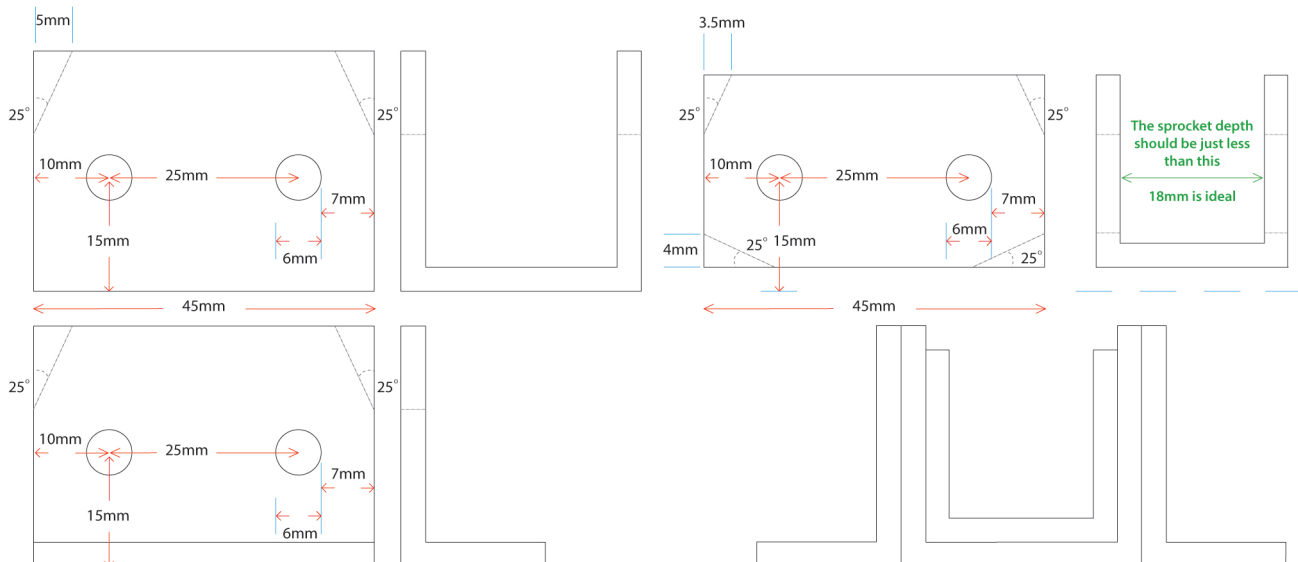 5mm
25°
25°
10mm
25mm
7mm
15mm
6mm
45mm
3.5mm
25°
25°
10mm
25mm
7mm
4mm
25°
15mm
6mm
25°
45mm
The sprocket depth
should be just less
than this
18mm is ideal
25°
25°
10mm
25mm
7mm
15mm
6mm